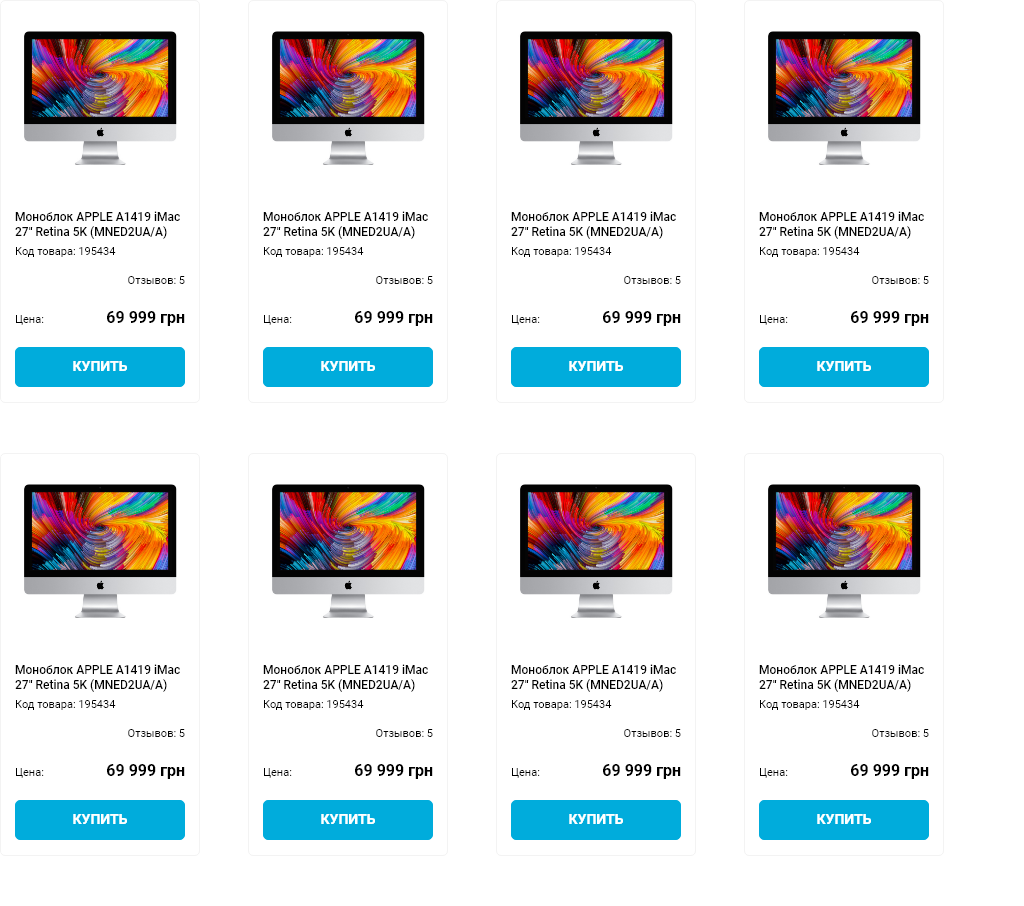 Моноблок APPLE A1419 iMac
27" Retina 5K (MNED2UA/A)
Код товара: 195434
Отзывов: 5
Цена: 69 999 грн
КУПИТЬ
Моноблок APPLE A1419 iMac
27" Retina 5K (MNED2UA/A)
Код товара: 195434
Отзывов: 5
Цена: 69 999 грн
КУПИТЬ
Моноблок APPLE A1419 iMac
27" Retina 5K (MNED2UA/A)
Код товара: 195434
Отзывов: 5
Цена: 69 999 грн
КУПИТЬ
Моноблок APPLE A1419 iMac
27" Retina 5K (MNED2UA/A)
Код товара: 195434
Отзывов: 5
Цена: 69 999 грн
КУПИТЬ
Моноблок APPLE A1419 iMac
27" Retina 5K (MNED2UA/A)
Код товара: 195434
Отзывов: 5
Цена: 69 999 грн
КУПИТЬ
Моноблок APPLE A1419 iMac
27" Retina 5K (MNED2UA/A)
Код товара: 195434
Отзывов: 5
Цена: 69 999 грн
КУПИТЬ
Моноблок APPLE A1419 iMac
27" Retina 5K (MNED2UA/A)
Код товара: 195434
Отзывов: 5
Цена: 69 999 грн
КУПИТЬ
Моноблок APPLE A1419 iMac
27" Retina 5K (MNED2UA/A)
Код товара: 195434
Отзывов: 5
Цена: 69 999 грн
КУПИТЬ